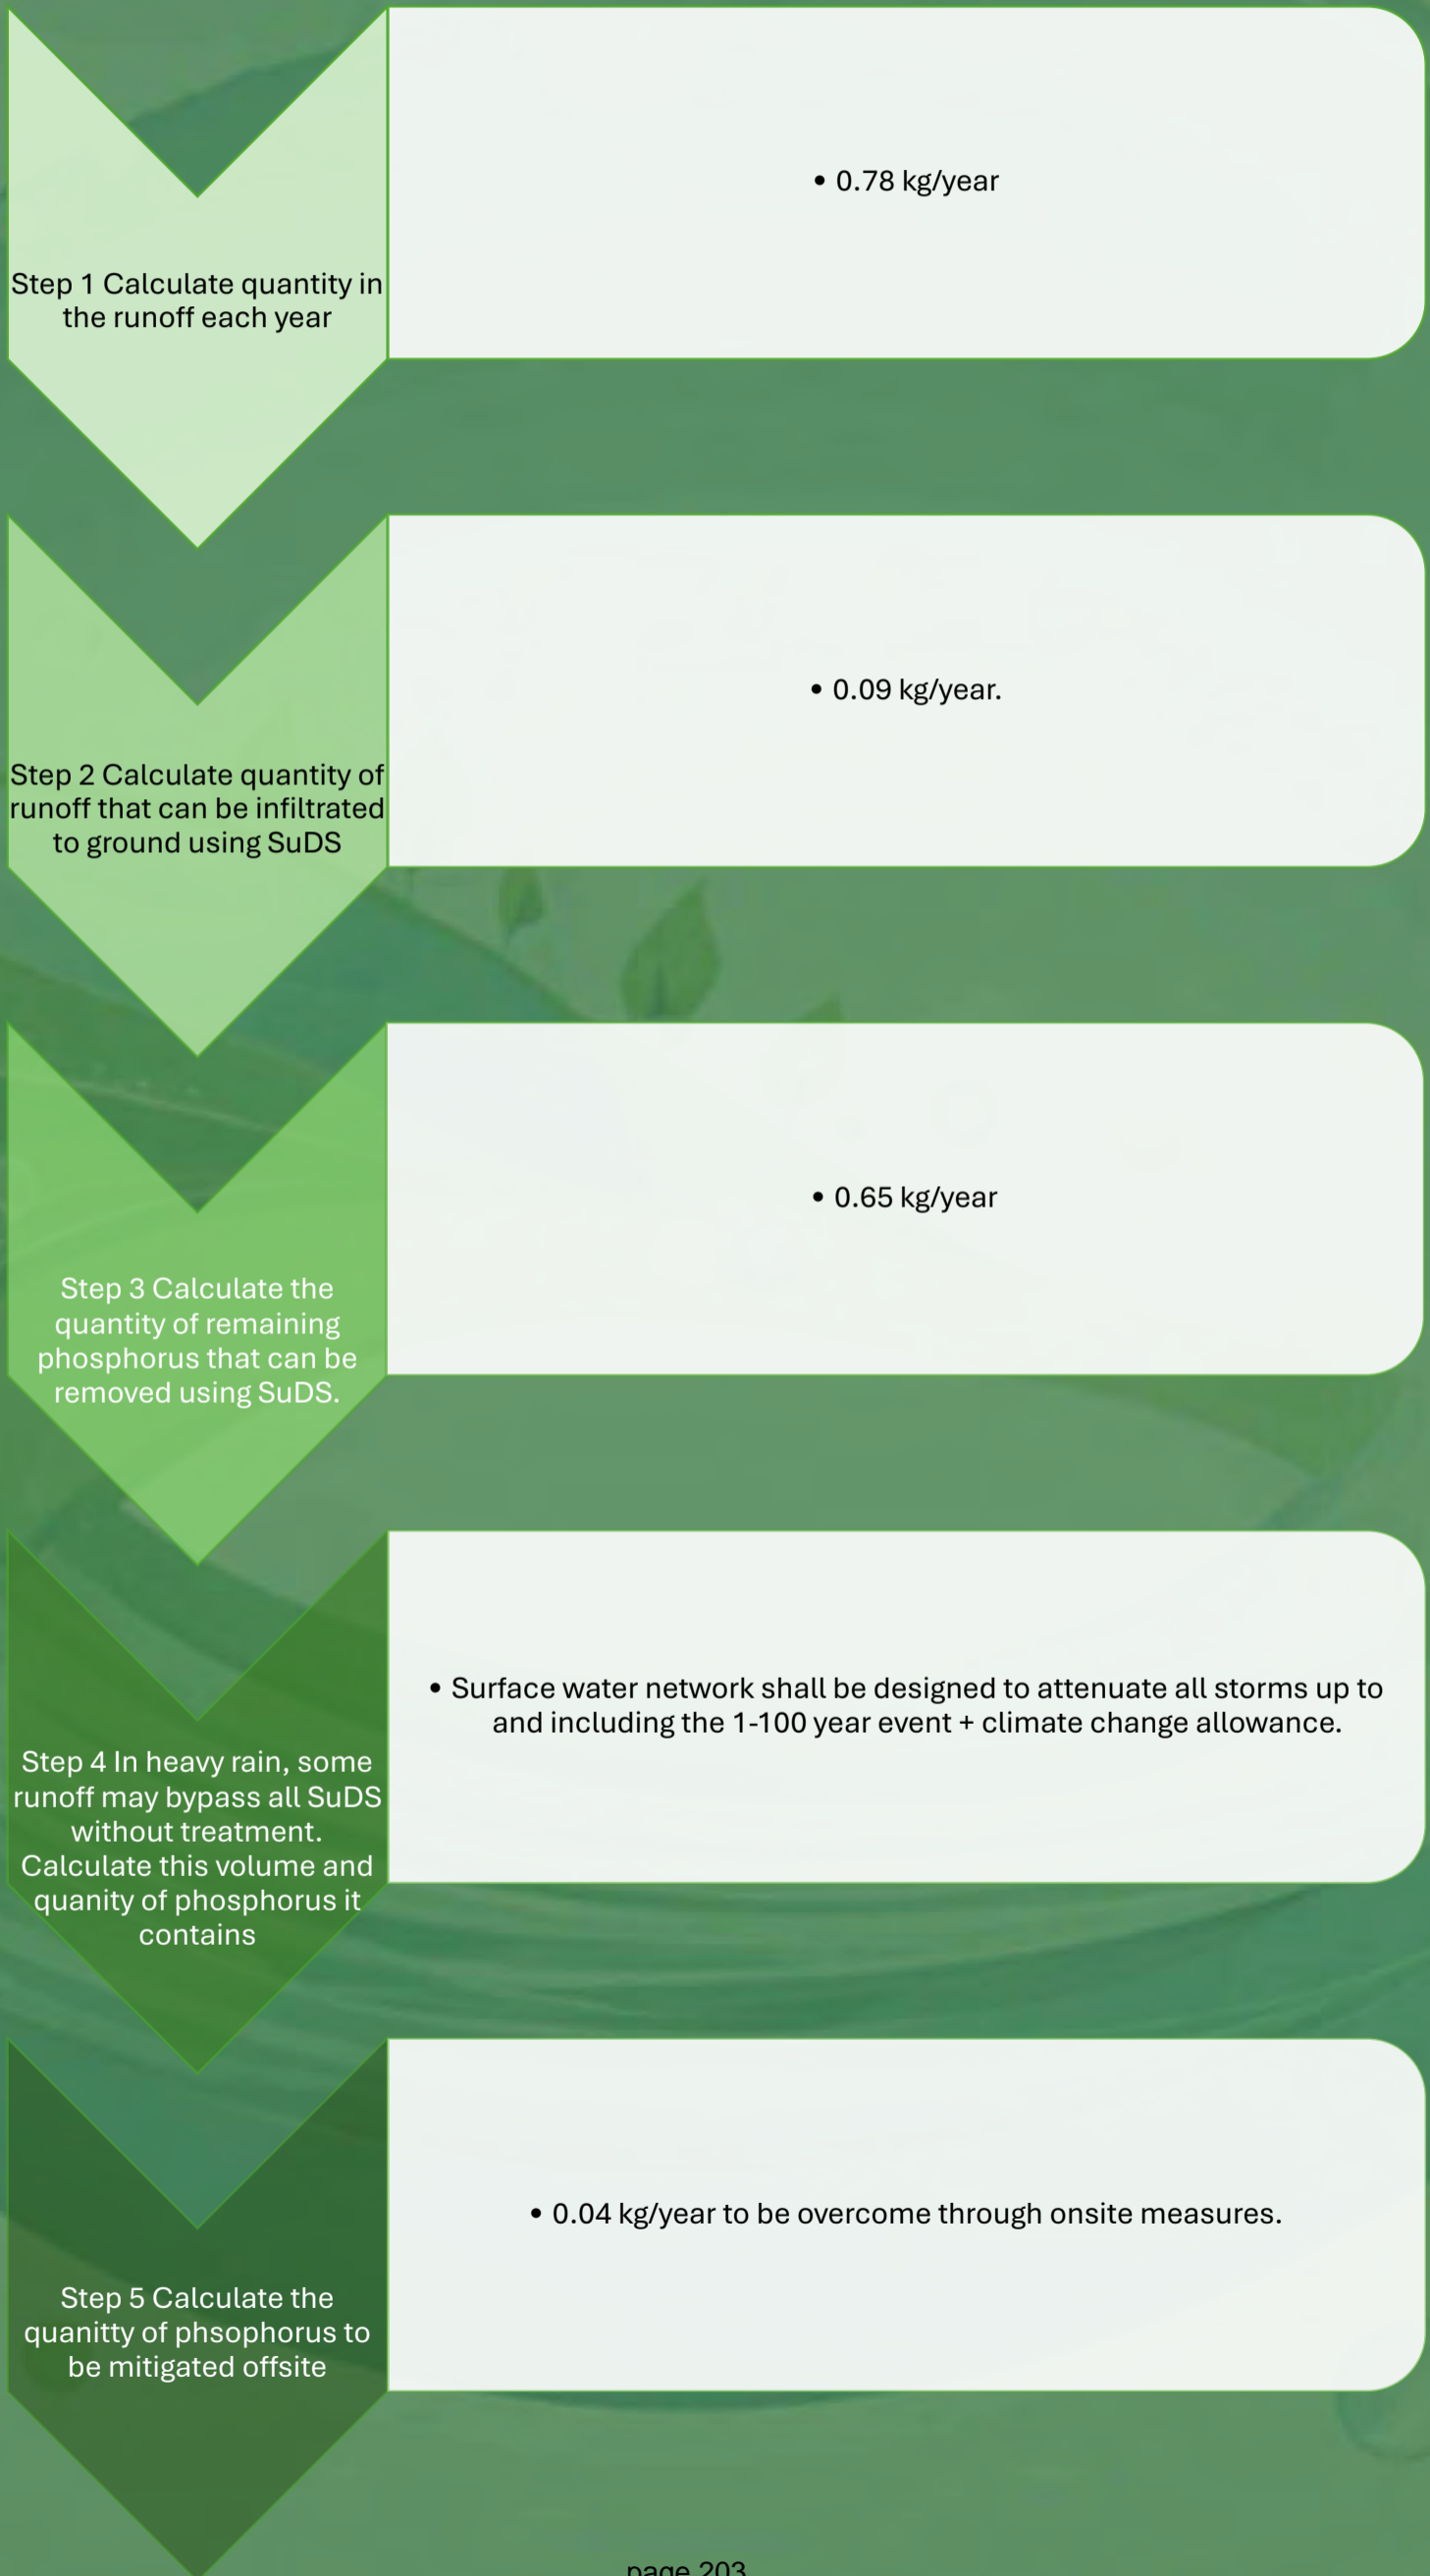 • 0.78 kg/year
Step 1 Calculate quantity in
the runoff each year
• 0.09 kg/year.
Step 2 Calculate quantity of
runoff that can be infiltrated
to ground using SuDS
• 0.65 kg/year
Step 3 Calculate the
quantity of remaining
phosphorus that can be
removed using SuDS.
• Surface water network shall be designed to attenuate all storms up to
and including the 1-100 year event + climate change allowance.
Step 4 In heavy rain, some
runoff may bypass all SuDS
without treatment.
Calculate this volume and
quanity of phosphorus it
contains
• 0.04 kg/year to be overcome through onsite measures.
Step 5 Calculate the
quanitty of phsophorus to
be mitigated offsite
page 203